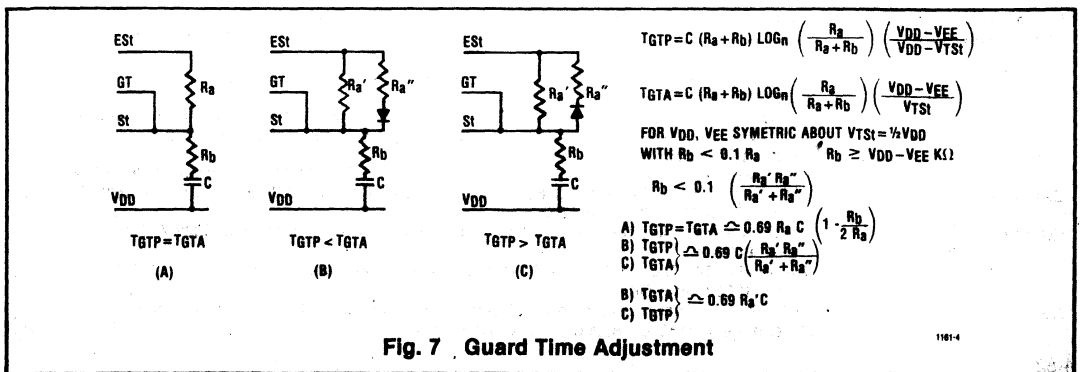 ESt
GT
St
Ra
Rb
C
VDD
TGTP = TGTA
(A)
ESt
GT
St
Ra'
Ra"
Rb
C
VDD
TGTP < TGTA
(B)
ESt
GT
St
Ra'
Ra"
Rb
C
VDD
TGTP > TGTA
(C)
TGTP = C (Ra + Rb) LOGn (Ra / Ra + Rb) (VDD - VEE / VDD - VTSt)
TGTA = C (Ra + Rb) LOGn (Ra / Ra + Rb) (VDD - VEE / VTSt)
FOR VDD, VEE SYMETRIC ABOUT VTSt = ½VDD
WITH Rb < 0.1 Ra Rb ≥ VDD - VEE KΩ
Rb < 0.1 (Ra' Ra" / Ra' + Ra")
A) TGTP = TGTA ≏ 0.69 Ra C (1 - Rb / 2 Ra)
B) TGTP
C) TGTA } ≏ 0.69 C (Ra' Ra" / Ra' + Ra")
B) TGTA
C) TGTP } ≏ 0.69 Ra'C
1161-4
Fig. 7 Guard Time Adjustment